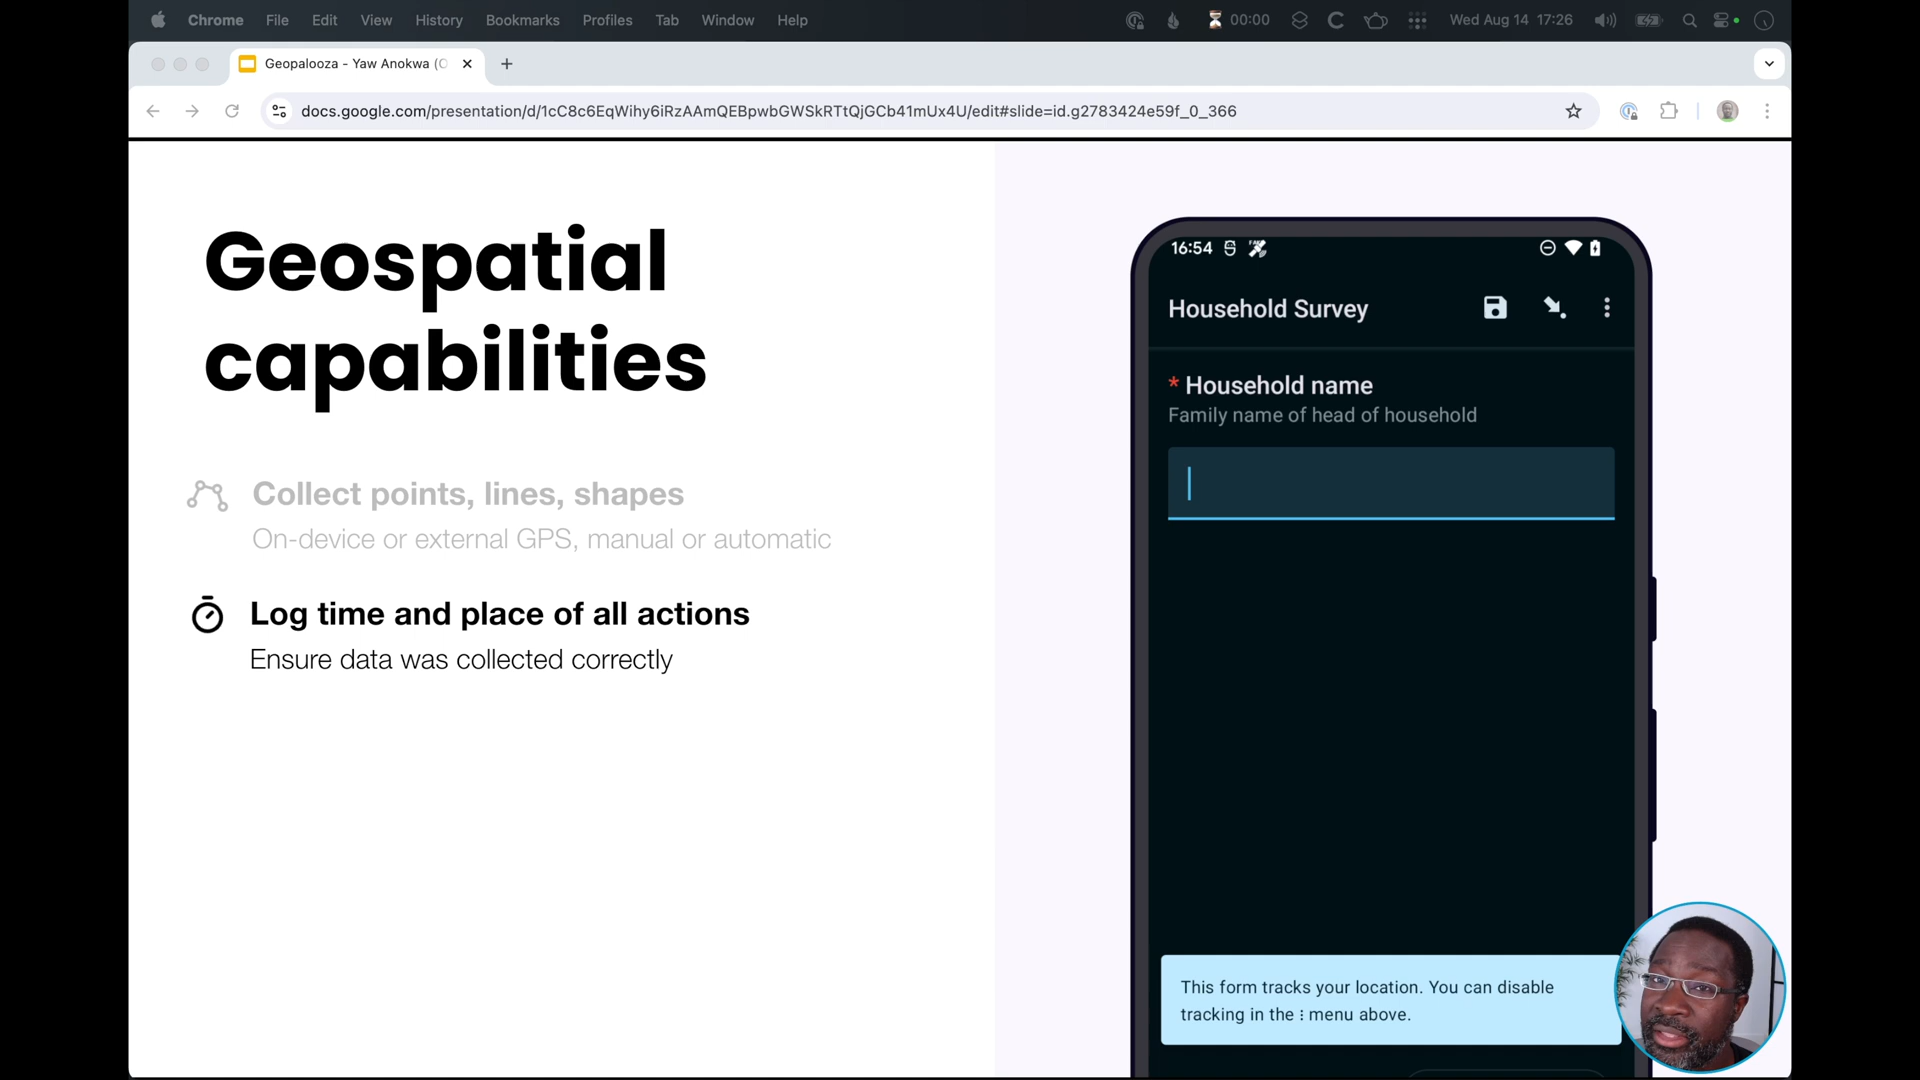 Chrome File Edit View History Bookmarks Profiles Tab Window Help 00:00 Wed Aug 14 17:26
Geopalooza - Yaw Anokwa (O
docs.google.com/presentation/d/1cC8c6EqWihy6iRzAAmQEBpwbGWSkRTtQjGCb41mUx4U/edit#slide=id.g2783424e59f_0_366
Geospatial
capabilities
Collect points, lines, shapes
On-device or external GPS, manual or automatic
Log time and place of all actions
Ensure data was collected correctly
16:54
Household Survey
* Household name
Family name of head of household
This form tracks your location. You can disable
tracking in the ⋮ menu above.